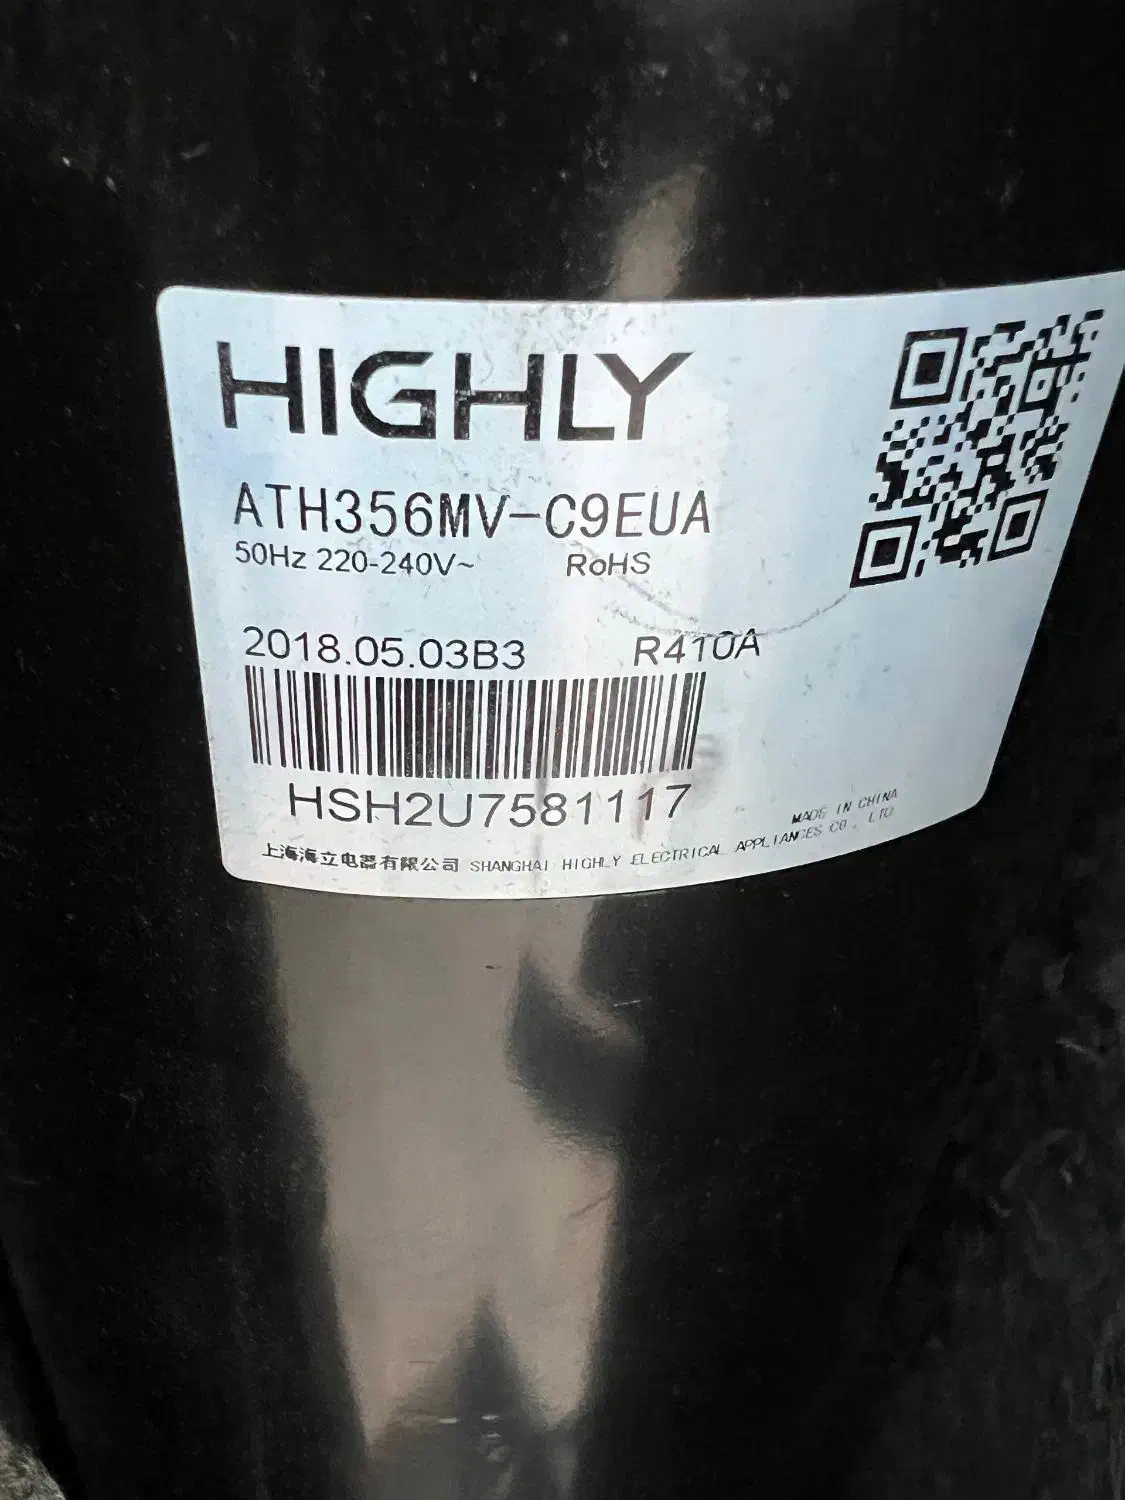 HIGHLY
ATH356MV-C9EUA
50Hz 220-240V~ RoHS
2018.05.03B3 R410A
HSH2U7581117
MADE IN CHINA
上海海立电器有限公司 SHANGHAI HIGHLY ELECTRICAL APPLIANCES CO., LTD